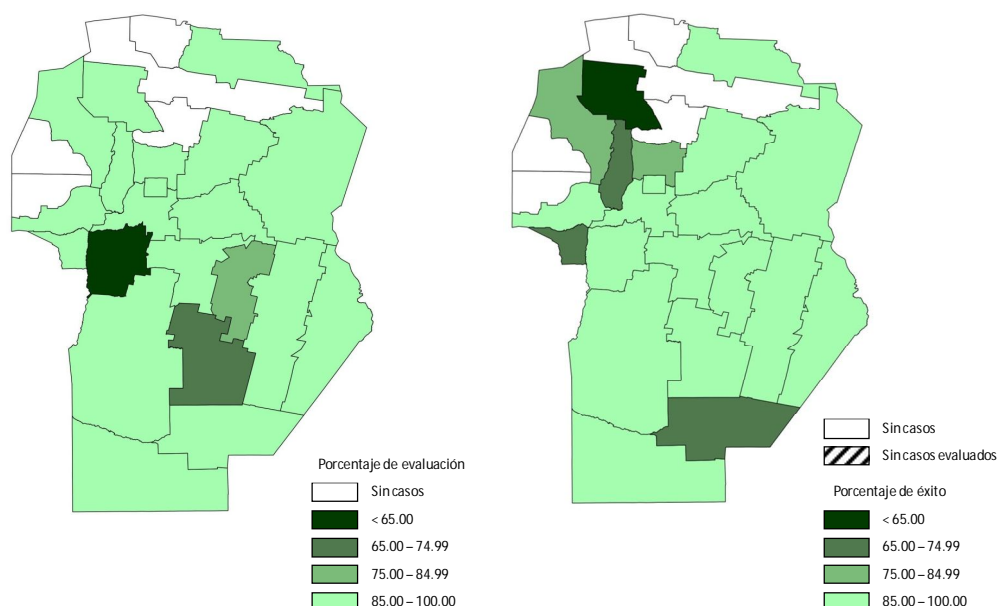 Porcentaje de evaluación
Sin casos
< 65.00
65.00 – 74.99
75.00 – 84.99
85.00 – 100.00
Sin casos
Sin casos evaluados
Porcentaje de éxito
< 65.00
65.00 – 74.99
75.00 – 84.99
85.00 – 100.00